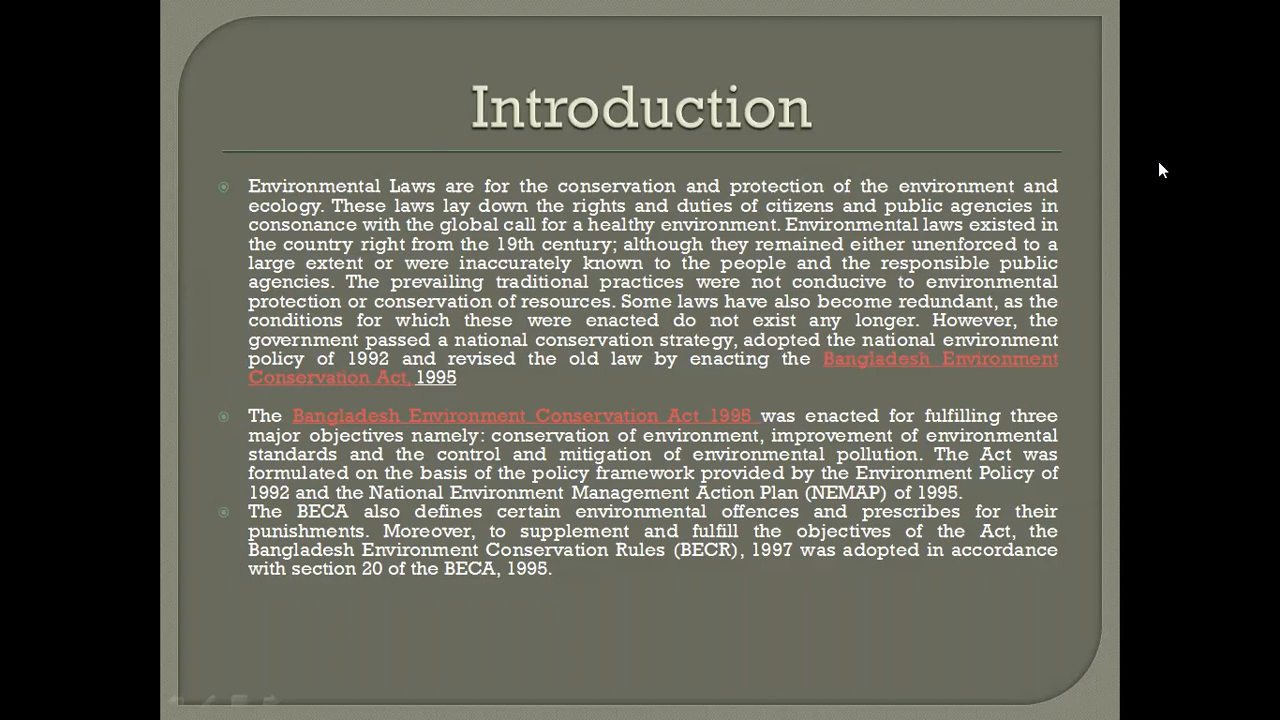 Introduction
Environmental Laws are for the conservation and protection of the environment and
ecology. These laws lay down the rights and duties of citizens and public agencies in
consonance with the global call for a healthy environment. Environmental laws existed in
the country right from the 19th century; although they remained either unenforced to a
large extent or were inaccurately known to the people and the responsible public
agencies. The prevailing traditional practices were not conducive to environmental
protection or conservation of resources. Some laws have also become redundant, as the
conditions for which these were enacted do not exist any longer. However, the
government passed a national conservation strategy, adopted the national environment
policy of 1992 and revised the old law by enacting the Bangladesh Environment
Conservation Act, 1995
The Bangladesh Environment Conservation Act 1995 was enacted for fulfilling three
major objectives namely: conservation of environment, improvement of environmental
standards and the control and mitigation of environmental pollution. The Act was
formulated on the basis of the policy framework provided by the Environment Policy of
1992 and the National Environment Management Action Plan (NEMAP) of 1995.
The BECA also defines certain environmental offences and prescribes for their
punishments. Moreover, to supplement and fulfill the objectives of the Act, the
Bangladesh Environment Conservation Rules (BECR), 1997 was adopted in accordance
with section 20 of the BECA, 1995.